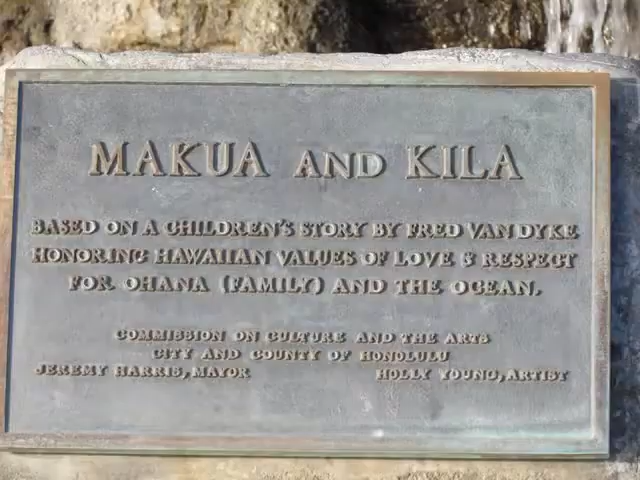 MAKUA AND KILA
BASED ON A CHILDREN'S STORY BY FRED VAN DYKE
HONORING HAWAIIAN VALUES OF LOVE & RESPECT
FOR OHANA (FAMILY) AND THE OCEAN.
COMMISSION ON CULTURE AND THE ARTS
CITY AND COUNTY OF HONOLULU
JEREMY HARRIS, MAYOR HOLLY YOUNG, ARTIST